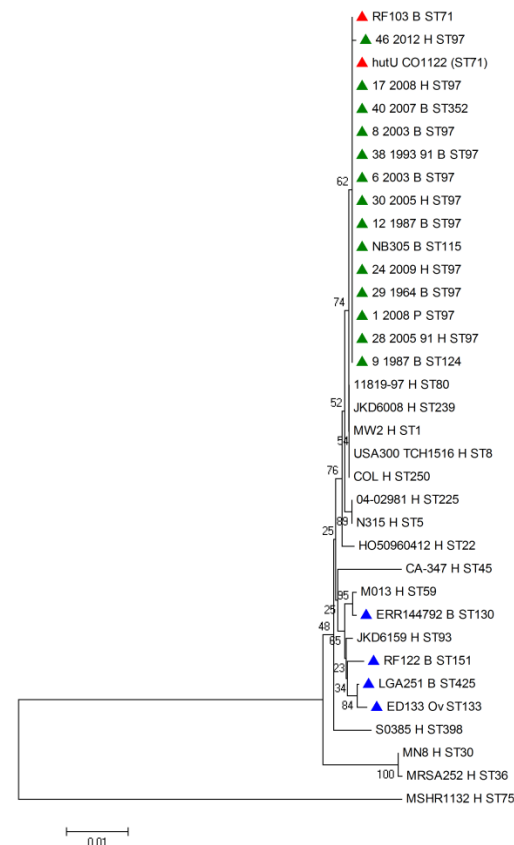 RF103 B ST71
46 2012 H ST97
hutU CO1122 (ST71)
17 2008 H ST97
40 2007 B ST352
8 2003 B ST97
38 1993 91 B ST97
6 2003 B ST97
62
30 2005 H ST97
12 1987 B ST97
NB305 B ST115
24 2009 H ST97
29 1964 B ST97
74
1 2008 P ST97
28 2005 91 H ST97
9 1987 B ST124
11819-97 H ST80
52
JKD6008 H ST239
MW2 H ST1
54
USA300 TCH1516 H ST8
76
COL H ST250
04-02981 H ST225
89
N315 H ST5
25
HO50960412 H ST22
CA-347 H ST45
M013 H ST59
95
25
ERR144792 B ST130
48
JKD6159 H ST93
65
RF122 B ST151
23
LGA251 B ST425
34
ED133 Ov ST133
84
S0385 H ST398
MN8 H ST30
100
MRSA252 H ST36
MSHR1132 H ST75
0.01